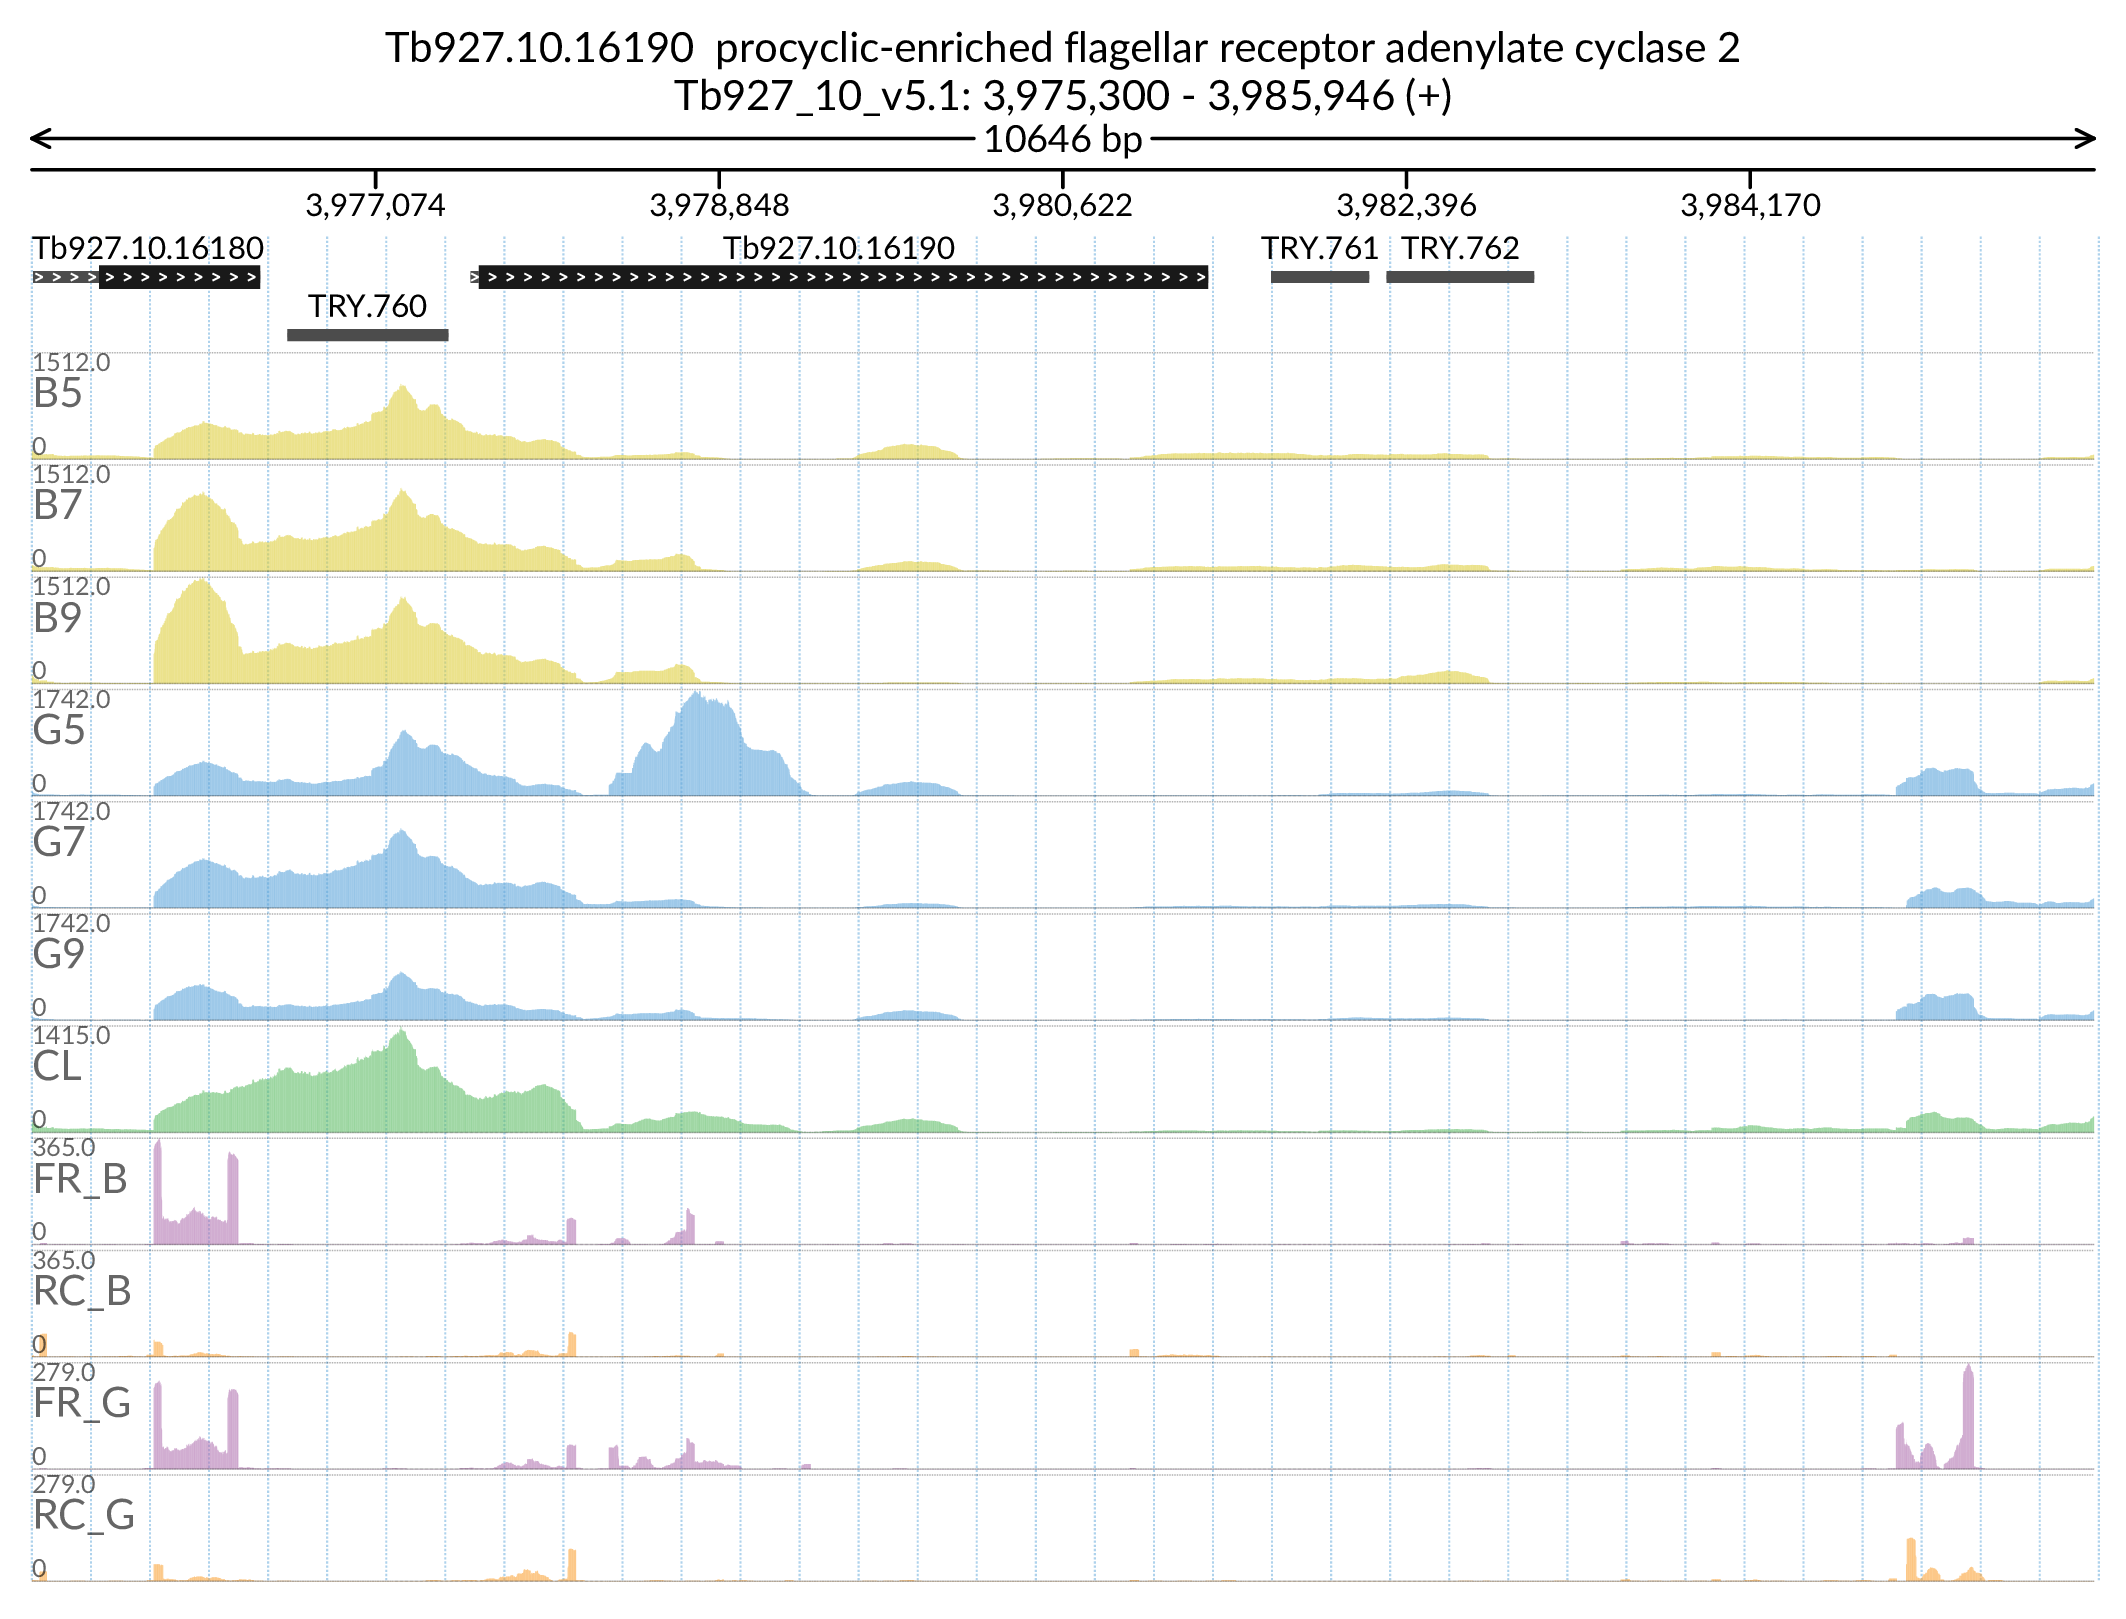 Tb927.10.16190  procyclic-enriched flagellar receptor adenylate cyclase 2
Tb927_10_v5.1: 3,975,300 - 3,985,946 (+)
10646 bp
3,977,074 3,978,848 3,980,622 3,982,396 3,984,170
Tb927.10.16180 Tb927.10.16190 TRY.761 TRY.762
TRY.760
1512.0
B5
0
1512.0
B7
0
1512.0
B9
0
1742.0
G5
0
1742.0
G7
0
1742.0
G9
0
1415.0
CL
0
365.0
FR_B
0
365.0
RC_B
0
279.0
FR_G
0
279.0
RC_G
0